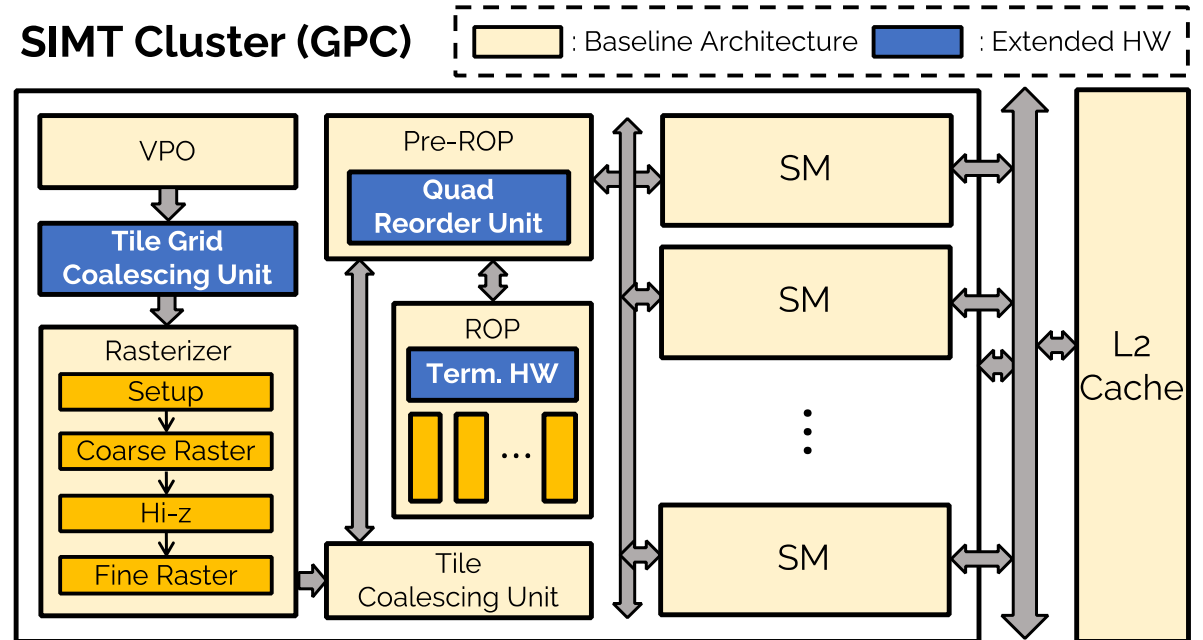 SIMT Cluster (GPC)
: Baseline Architecture
: Extended HW
VPO
Tile Grid
Coalescing Unit
Rasterizer
Setup
Coarse Raster
Hi-z
Fine Raster
Pre-ROP
Quad
Reorder Unit
ROP
Term. HW
...
Tile
Coalescing Unit
SM
SM
⋮
SM
L2
Cache